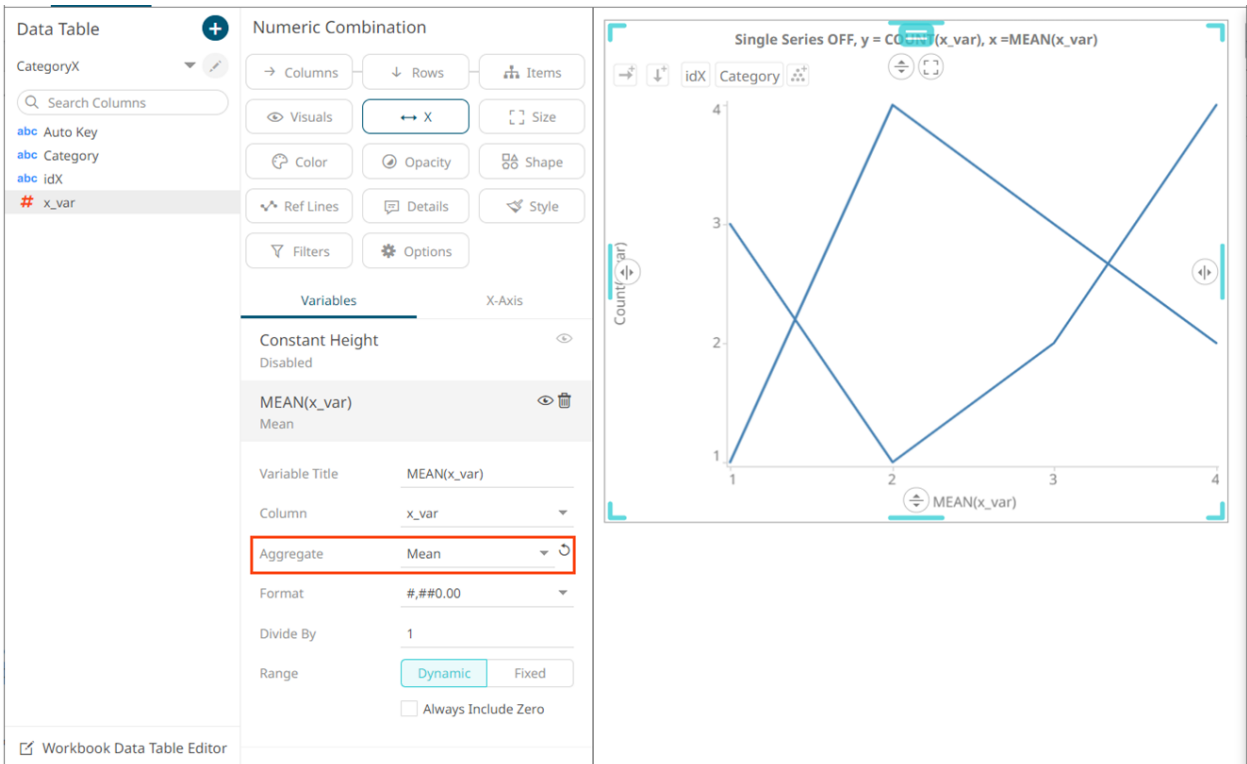 Data Table
CategoryX
Search Columns
abc Auto Key
abc Category
abc idX
# x_var
Workbook Data Table Editor
Numeric Combination
Columns
Rows
Items
Visuals
X
Size
Color
Opacity
Shape
Ref Lines
Details
Style
Filters
Options
Variables
X-Axis
Constant Height
Disabled
MEAN(x_var)
Mean
Variable Title MEAN(x_var)
Column x_var
Aggregate Mean
Format #,##0.00
Divide By 1
Range Dynamic Fixed
Always Include Zero
Single Series OFF, y = COUNT(x_var), x =MEAN(x_var)
idX Category
4
3
2
1
1 2 3 4
MEAN(x_var)